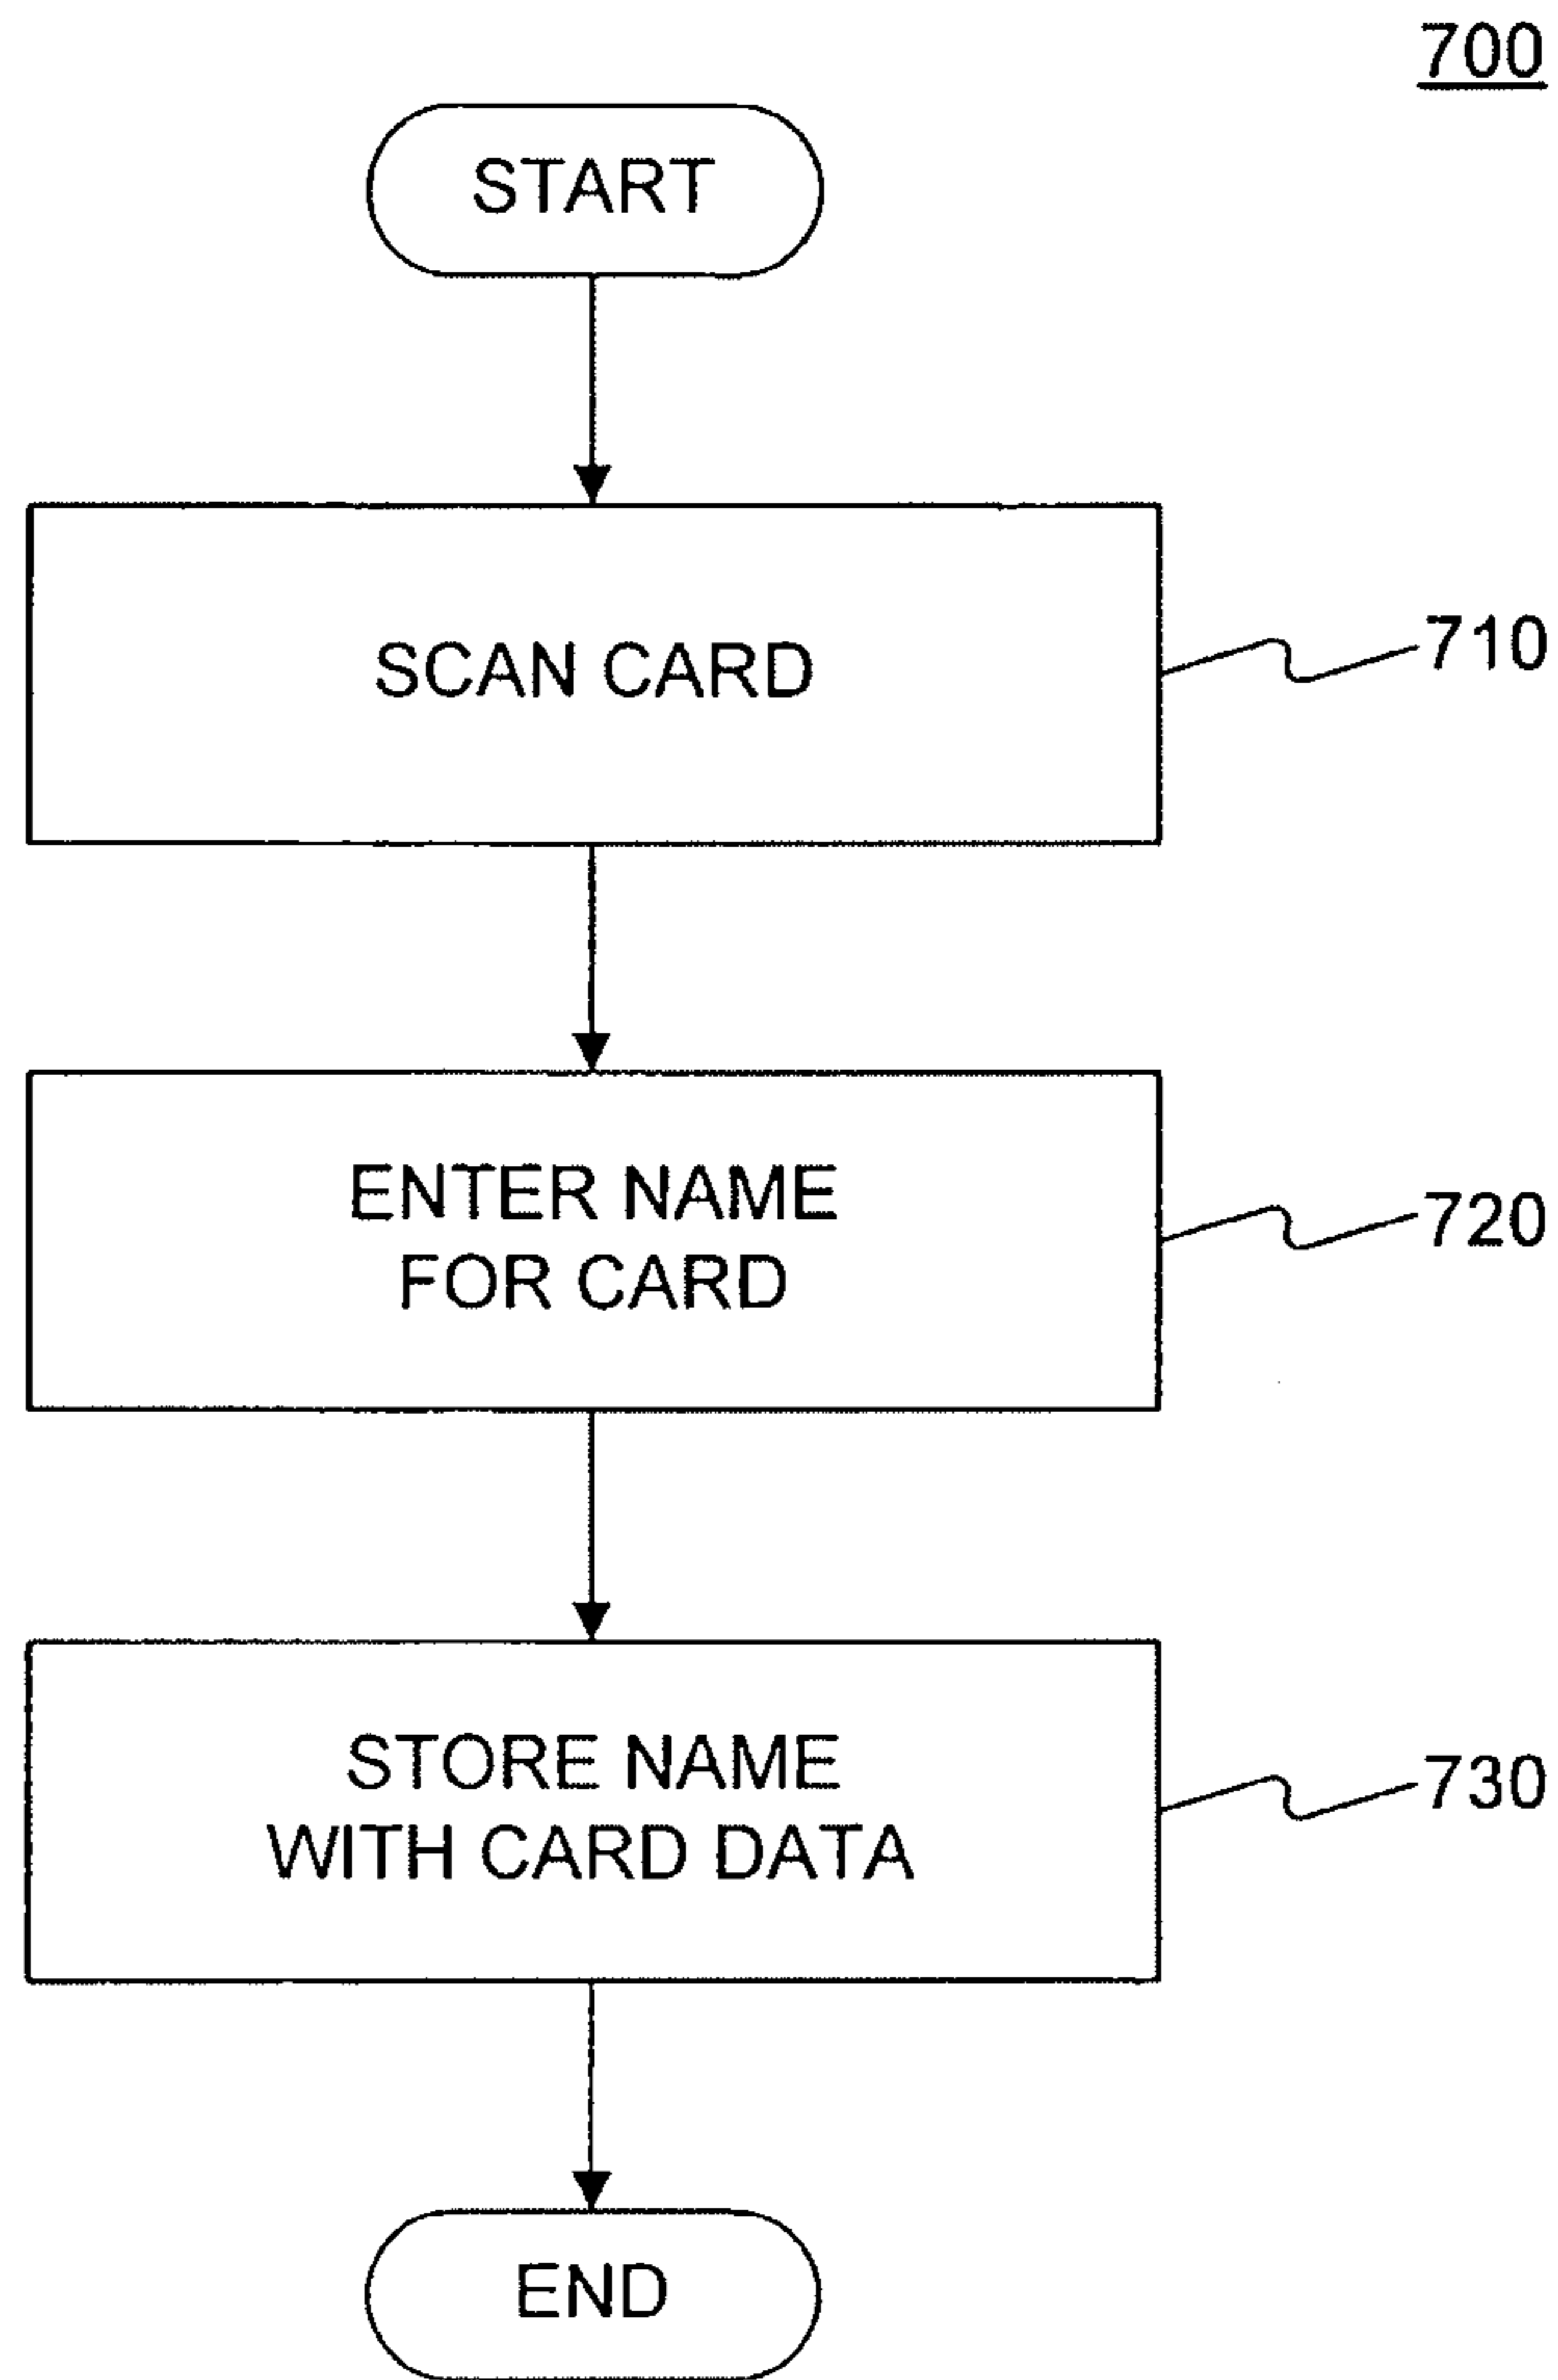 700
START
SCAN CARD
710
ENTER NAME
FOR CARD
720
STORE NAME
WITH CARD DATA
730
END